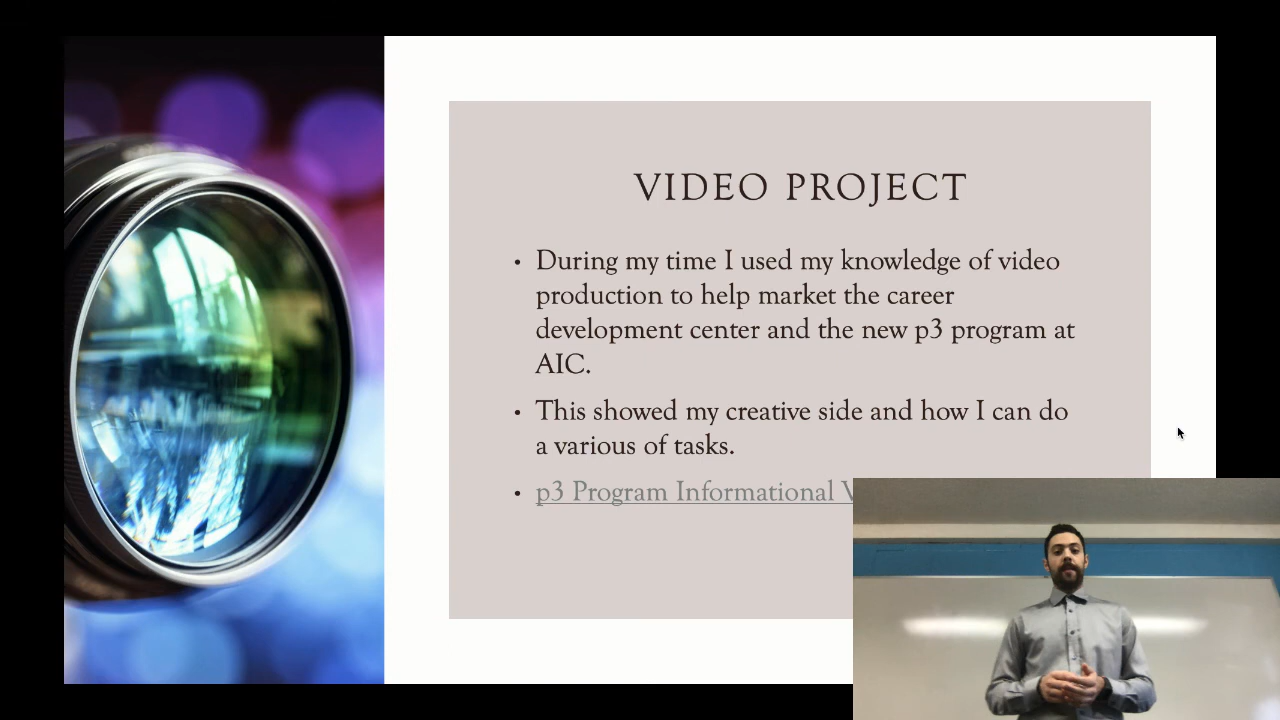 VIDEO PROJECT
• During my time I used my knowledge of video
production to help market the career
development center and the new p3 program at
AIC.
• This showed my creative side and how I can do
a various of tasks.
• p3 Program Informational